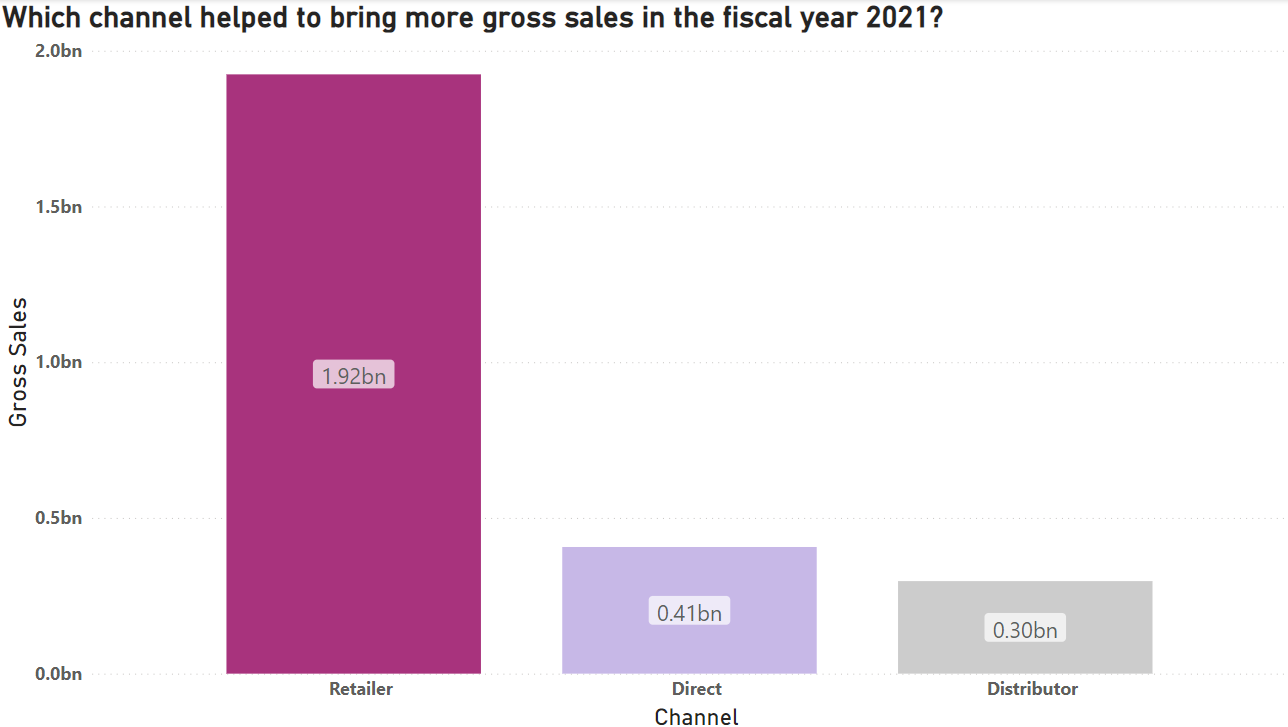 Which channel helped to bring more gross sales in the fiscal year 2021?
2.0bn
1.5bn
1.0bn
0.5bn
0.0bn
Gross Sales
1.92bn
0.41bn
0.30bn
Retailer
Direct
Distributor
Channel